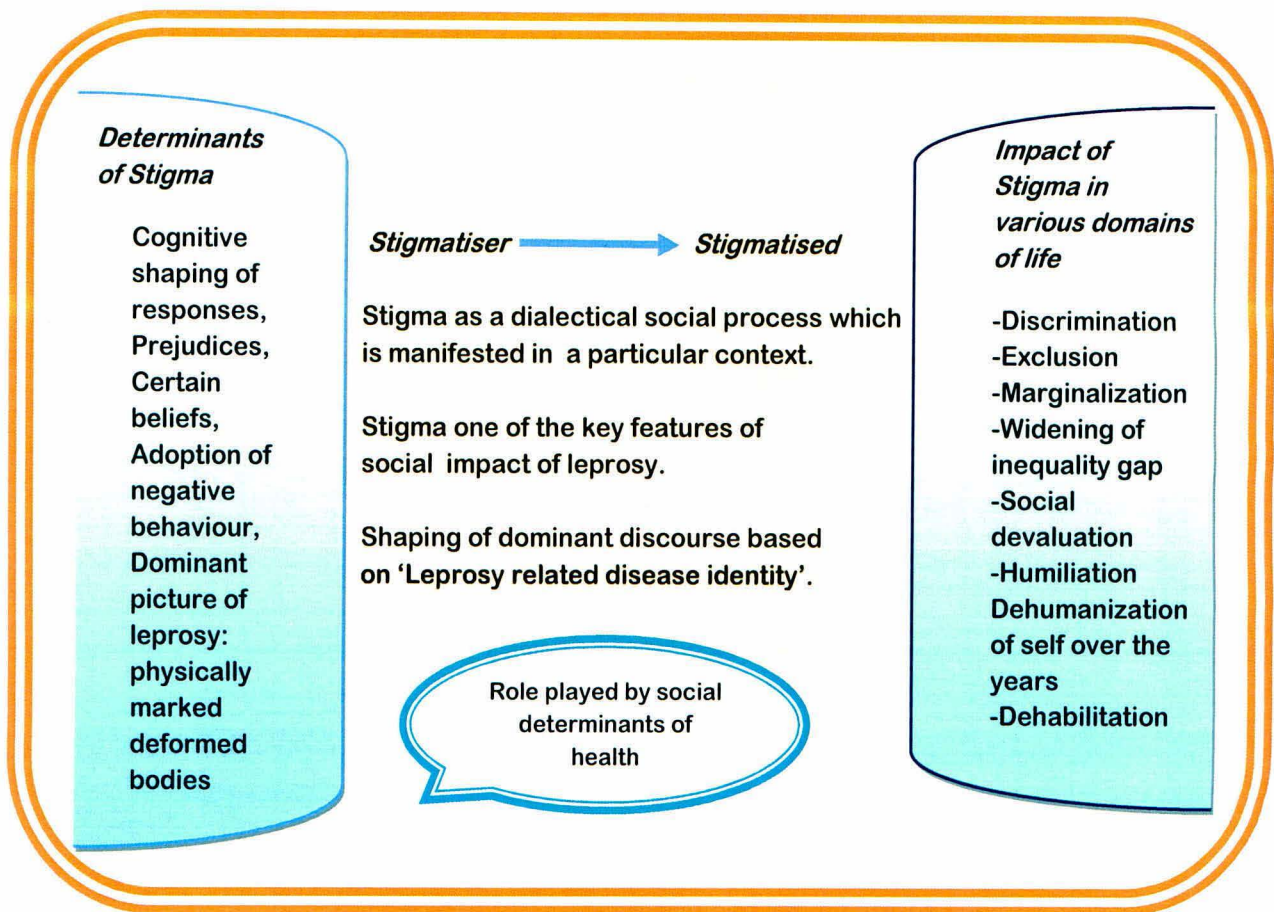 Determinants
of Stigma
Cognitive
shaping of
responses,
Prejudices,
Certain
beliefs,
Adoption of
negative
behaviour,
Dominant
picture of
leprosy:
physically
marked
deformed
bodies
Stigmatiser
Stigmatised
Stigma as a dialectical social process which
is manifested in a particular context.
Stigma one of the key features of
social impact of leprosy.
Shaping of dominant discourse based
on ‘Leprosy related disease identity’.
Role played by social
determinants of
health
Impact of
Stigma in
various domains
of life
-Discrimination
-Exclusion
-Marginalization
-Widening of
inequality gap
-Social
devaluation
-Humiliation
Dehumanization
of self over the
years
-Dehabilitation